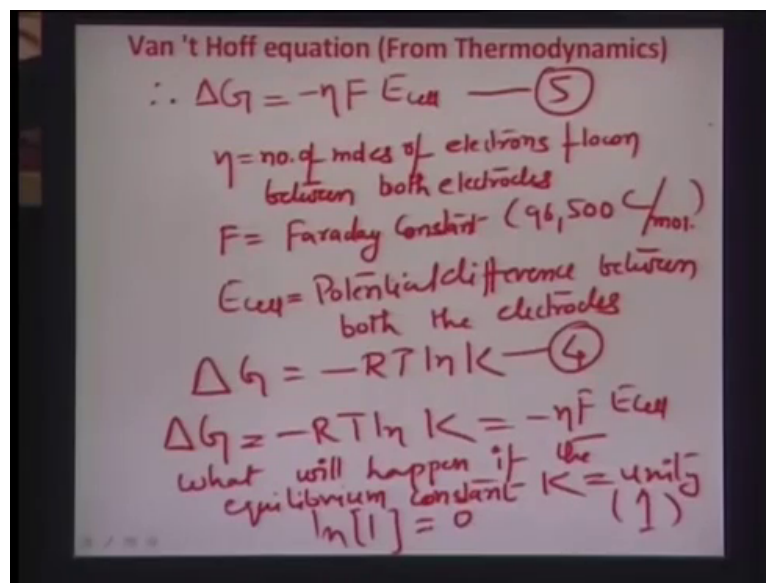 Van 't Hoff equation (From Thermodynamics)
∴ ΔG = -ηF Ecell — ⑤
η = no. of moles of electrons flown
between both electrodes
F = Faraday Constant (96,500 C/mol.)
Ecell = Potential difference between
both the electrodes
ΔG = -RT ln K — ④
ΔG = -RT ln K = -ηF Ecell
what will happen if the
equilibrium constant K = unity
ln[1] = 0 (1)